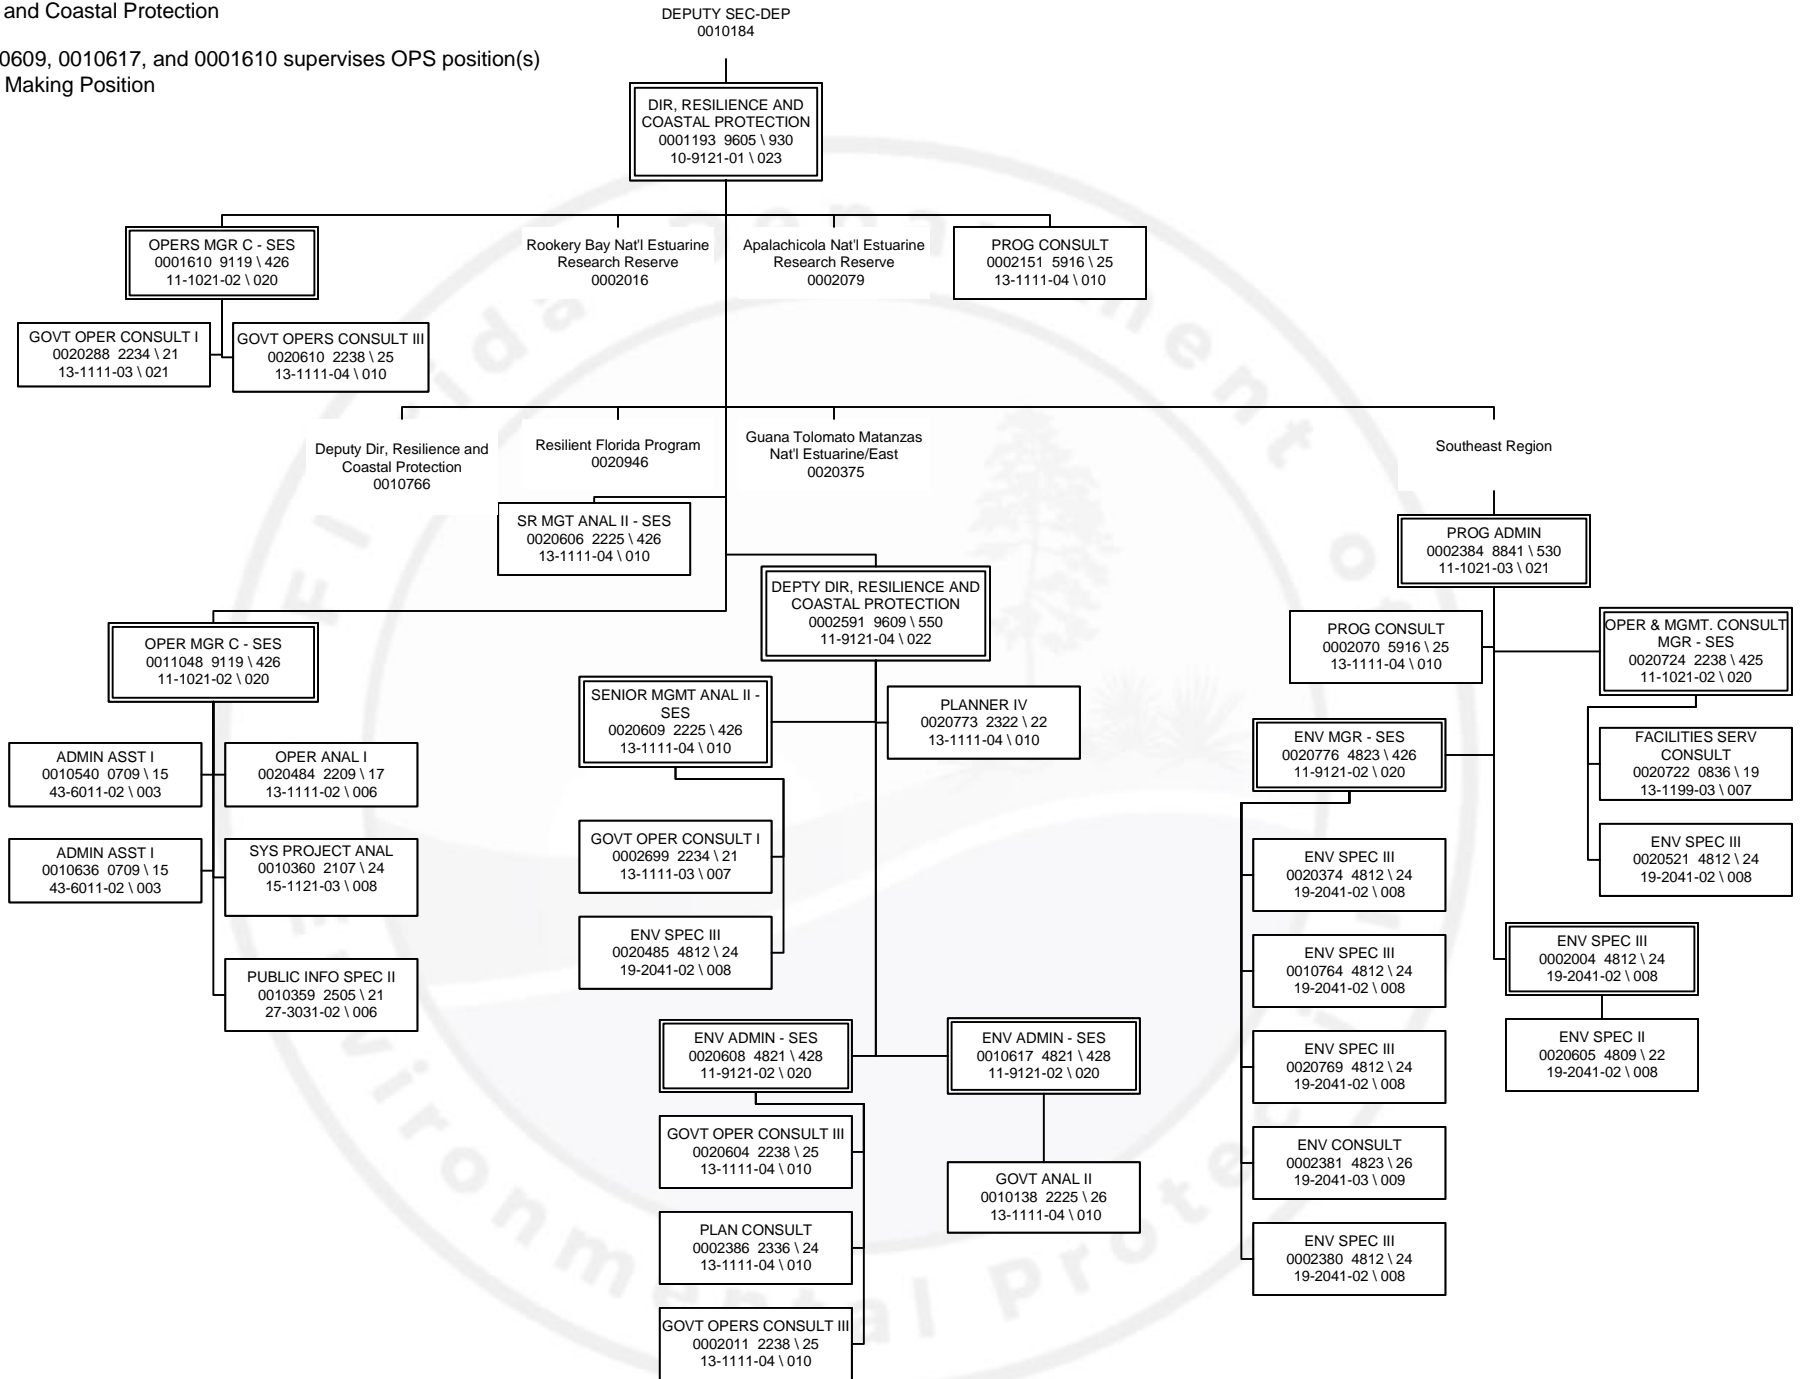 and Coastal Protection
0609, 0010617, and 0001610 supervises OPS position(s)
Making Position
DEPUTY SEC-DEP
0010184
DIR, RESILIENCE AND
COASTAL PROTECTION
0001193 9605 \ 930
10-9121-01 \ 023
OPERS MGR C - SES
0001610 9119 \ 426
11-1021-02 \ 020
Rookery Bay Nat'l Estuarine
Research Reserve
0002016
Apalachicola Nat'l Estuarine
Research Reserve
0002079
PROG CONSULT
0002151 5916 \ 25
13-1111-04 \ 010
GOVT OPER CONSULT I
0020288 2234 \ 21
13-1111-03 \ 021
GOVT OPERS CONSULT III
0020610 2238 \ 25
13-1111-04 \ 010
Deputy Dir, Resilience and
Coastal Protection
0010766
Resilient Florida Program
0020946
Guana Tolomato Matanzas
Nat'l Estuarine/East
0020375
Southeast Region
SR MGT ANAL II - SES
0020606 2225 \ 426
13-1111-04 \ 010
PROG ADMIN
0002384 8841 \ 530
11-1021-03 \ 021
DEPTY DIR, RESILIENCE AND
COASTAL PROTECTION
0002591 9609 \ 550
11-9121-04 \ 022
OPER MGR C - SES
0011048 9119 \ 426
11-1021-02 \ 020
PROG CONSULT
0002070 5916 \ 25
13-1111-04 \ 010
OPER & MGMT. CONSULT
MGR - SES
0020724 2238 \ 425
11-1021-02 \ 020
SENIOR MGMT ANAL II -
SES
0020609 2225 \ 426
13-1111-04 \ 010
PLANNER IV
0020773 2322 \ 22
13-1111-04 \ 010
ENV MGR - SES
0020776 4823 \ 426
11-9121-02 \ 020
FACILITIES SERV
CONSULT
0020722 0836 \ 19
13-1199-03 \ 007
ADMIN ASST I
0010540 0709 \ 15
43-6011-02 \ 003
OPER ANAL I
0020484 2209 \ 17
13-1111-02 \ 006
GOVT OPER CONSULT I
0002699 2234 \ 21
13-1111-03 \ 007
ENV SPEC III
0020374 4812 \ 24
19-2041-02 \ 008
ENV SPEC III
0020521 4812 \ 24
19-2041-02 \ 008
ADMIN ASST I
0010636 0709 \ 15
43-6011-02 \ 003
SYS PROJECT ANAL
0010360 2107 \ 24
15-1121-03 \ 008
ENV SPEC III
0020485 4812 \ 24
19-2041-02 \ 008
ENV SPEC III
0010764 4812 \ 24
19-2041-02 \ 008
ENV SPEC III
0002004 4812 \ 24
19-2041-02 \ 008
PUBLIC INFO SPEC II
0010359 2505 \ 21
27-3031-02 \ 006
ENV ADMIN - SES
0020608 4821 \ 428
11-9121-02 \ 020
ENV ADMIN - SES
0010617 4821 \ 428
11-9121-02 \ 020
ENV SPEC III
0020769 4812 \ 24
19-2041-02 \ 008
ENV SPEC II
0020605 4809 \ 22
19-2041-02 \ 008
GOVT OPER CONSULT III
0020604 2238 \ 25
13-1111-04 \ 010
GOVT ANAL II
0010138 2225 \ 26
13-1111-04 \ 010
ENV CONSULT
0002381 4823 \ 26
19-2041-03 \ 009
PLAN CONSULT
0002386 2336 \ 24
13-1111-04 \ 010
ENV SPEC III
0002380 4812 \ 24
19-2041-02 \ 008
GOVT OPERS CONSULT III
0002011 2238 \ 25
13-1111-04 \ 010